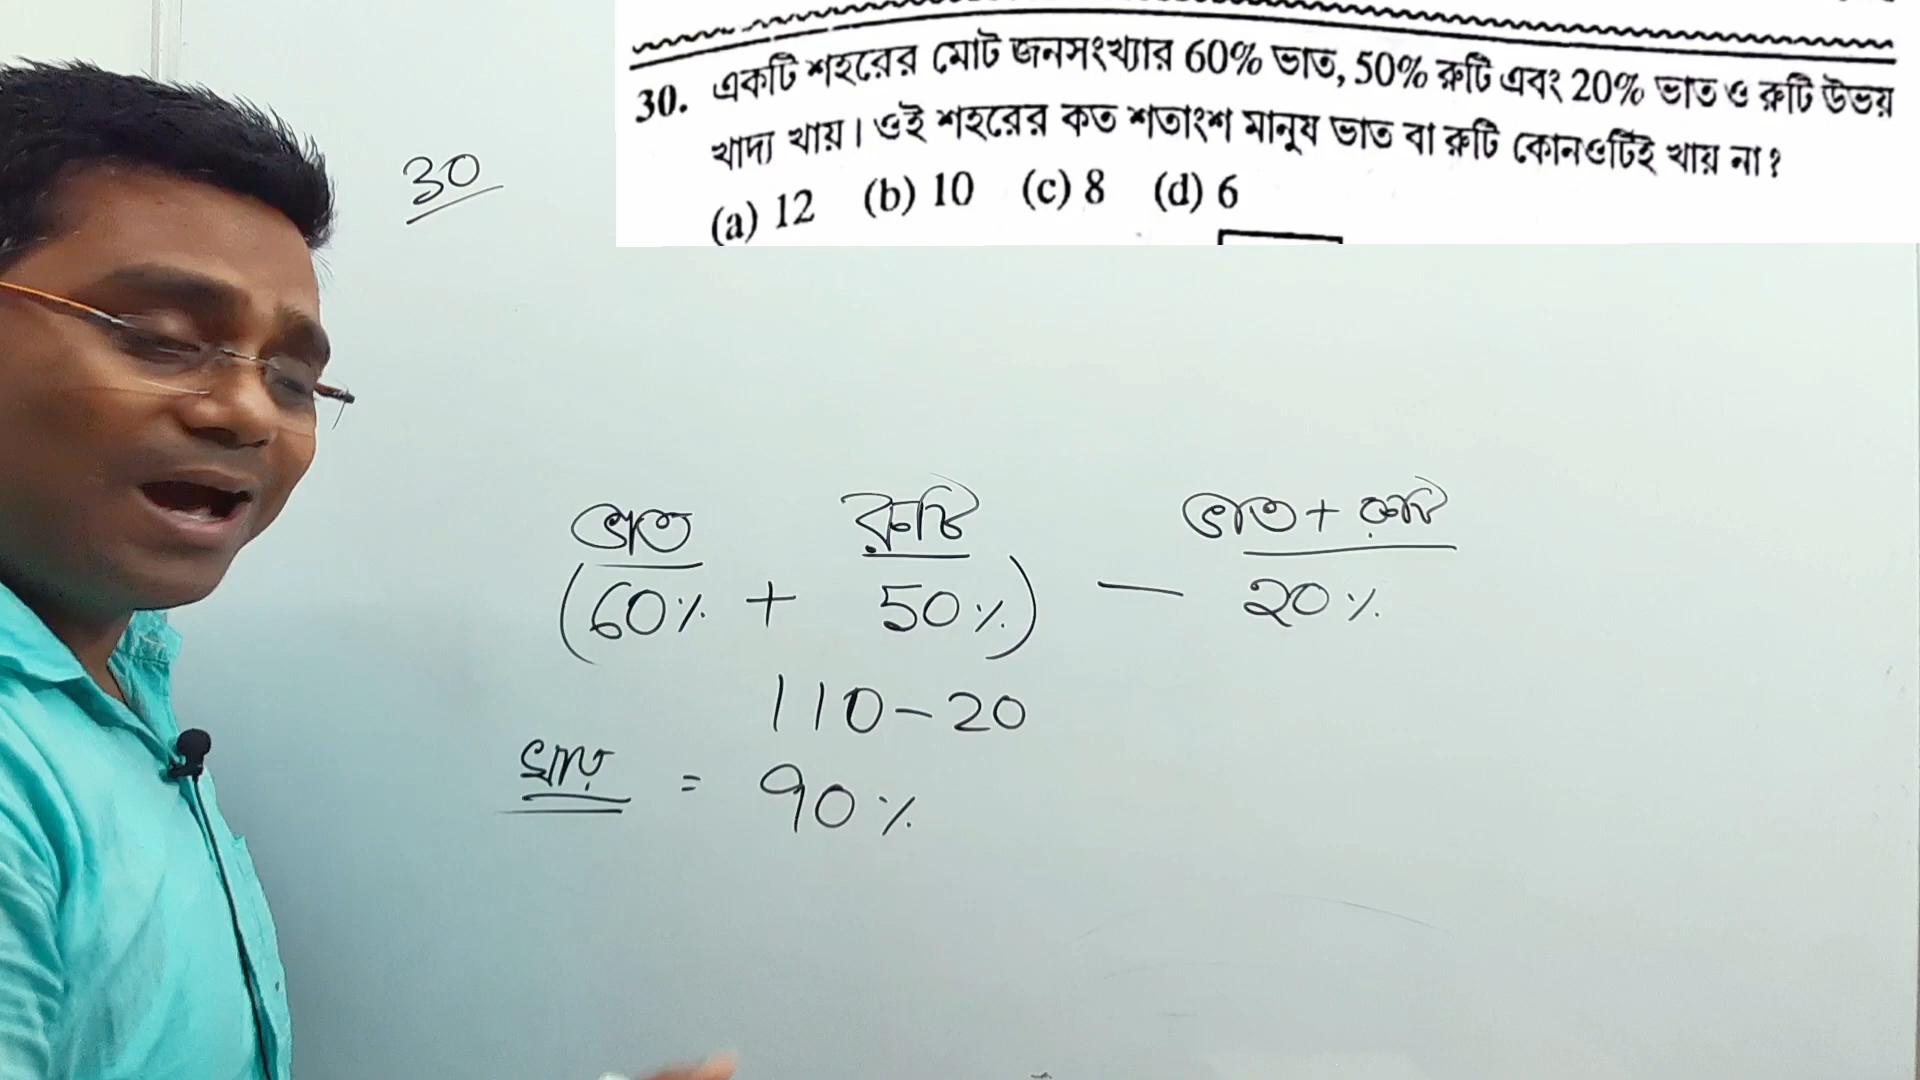 30. একটি শহরের মোট জনসংখ্যার 60% ভাত, 50% রুটি এবং 20% ভাত ও রুটি উভয়
খাদ্য খায়। ওই শহরের কত শতাংশ মানুষ ভাত বা রুটি কোনওটিই খায় না?
(a) 12 (b) 10 (c) 8 (d) 6
30
ভাত রুটি ভাত + রুটি
(60% + 50%) - 20%
110-20
খায় = 90%